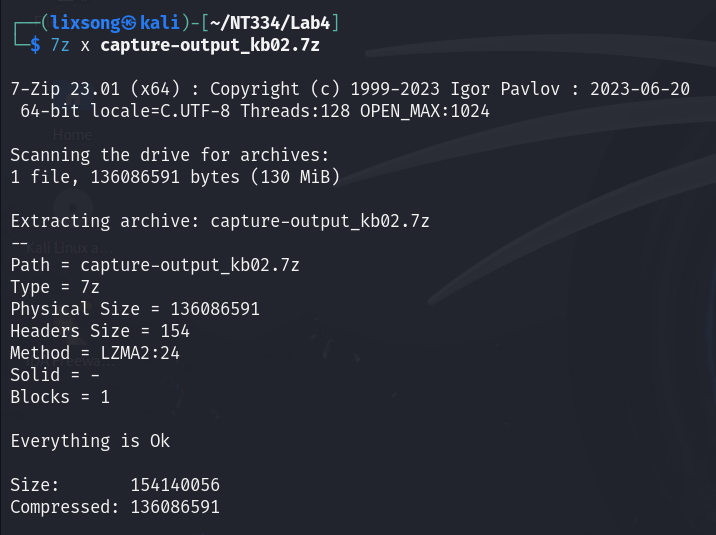 ┌──(lixsong㉿kali)-[~/NT334/Lab4]
└─$ 7z x capture-output_kb02.7z
7-Zip 23.01 (x64) : Copyright (c) 1999-2023 Igor Pavlov : 2023-06-20
64-bit locale=C.UTF-8 Threads:128 OPEN_MAX:1024
Home
Scanning the drive for archives:
1 file, 136086591 bytes (130 MiB)
Extracting archive: capture-output_kb02.7z
--
Kali Linux a...
Path = capture-output_kb02.7z
Type = 7z
Physical Size = 136086591
Headers Size = 154
Method = LZMA2:24
Solid = -
Blocks = 1
Everything is Ok
Size: 154140056
Compressed: 136086591